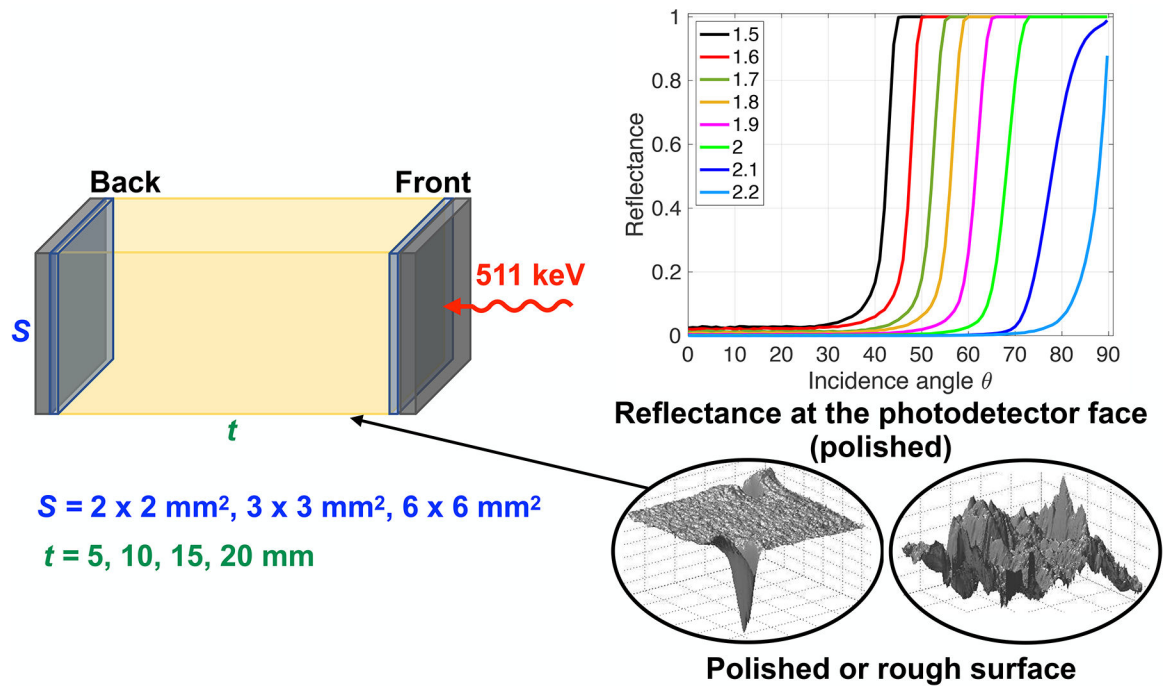 Back
Front
511 keV
S
t
S = 2 x 2 mm², 3 x 3 mm², 6 x 6 mm²
t = 5, 10, 15, 20 mm
1
0.8
0.6
0.4
0.2
0
Reflectance
1.5
1.6
1.7
1.8
1.9
2
2.1
2.2
0 10 20 30 40 50 60 70 80 90
Incidence angle θ
Reflectance at the photodetector face
(polished)
Polished or rough surface